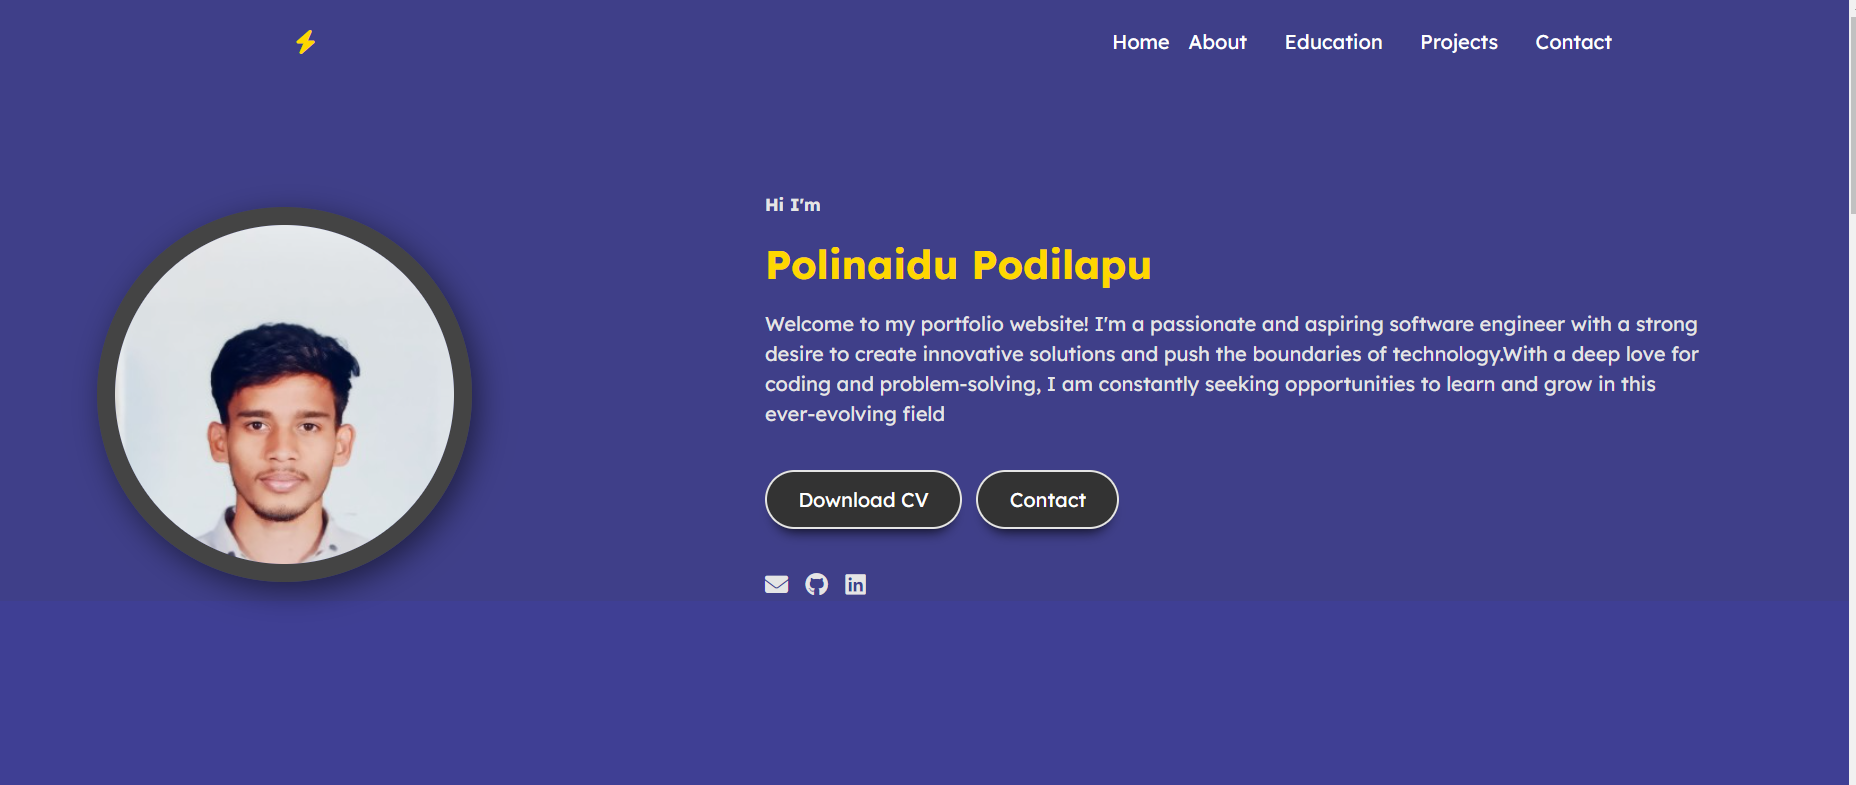 Home About Education Projects Contact
Hi I'm
Polinaidu Podilapu
Welcome to my portfolio website! I'm a passionate and aspiring software engineer with a strong
desire to create innovative solutions and push the boundaries of technology.With a deep love for
coding and problem-solving, I am constantly seeking opportunities to learn and grow in this
ever-evolving field
Download CV Contact
in